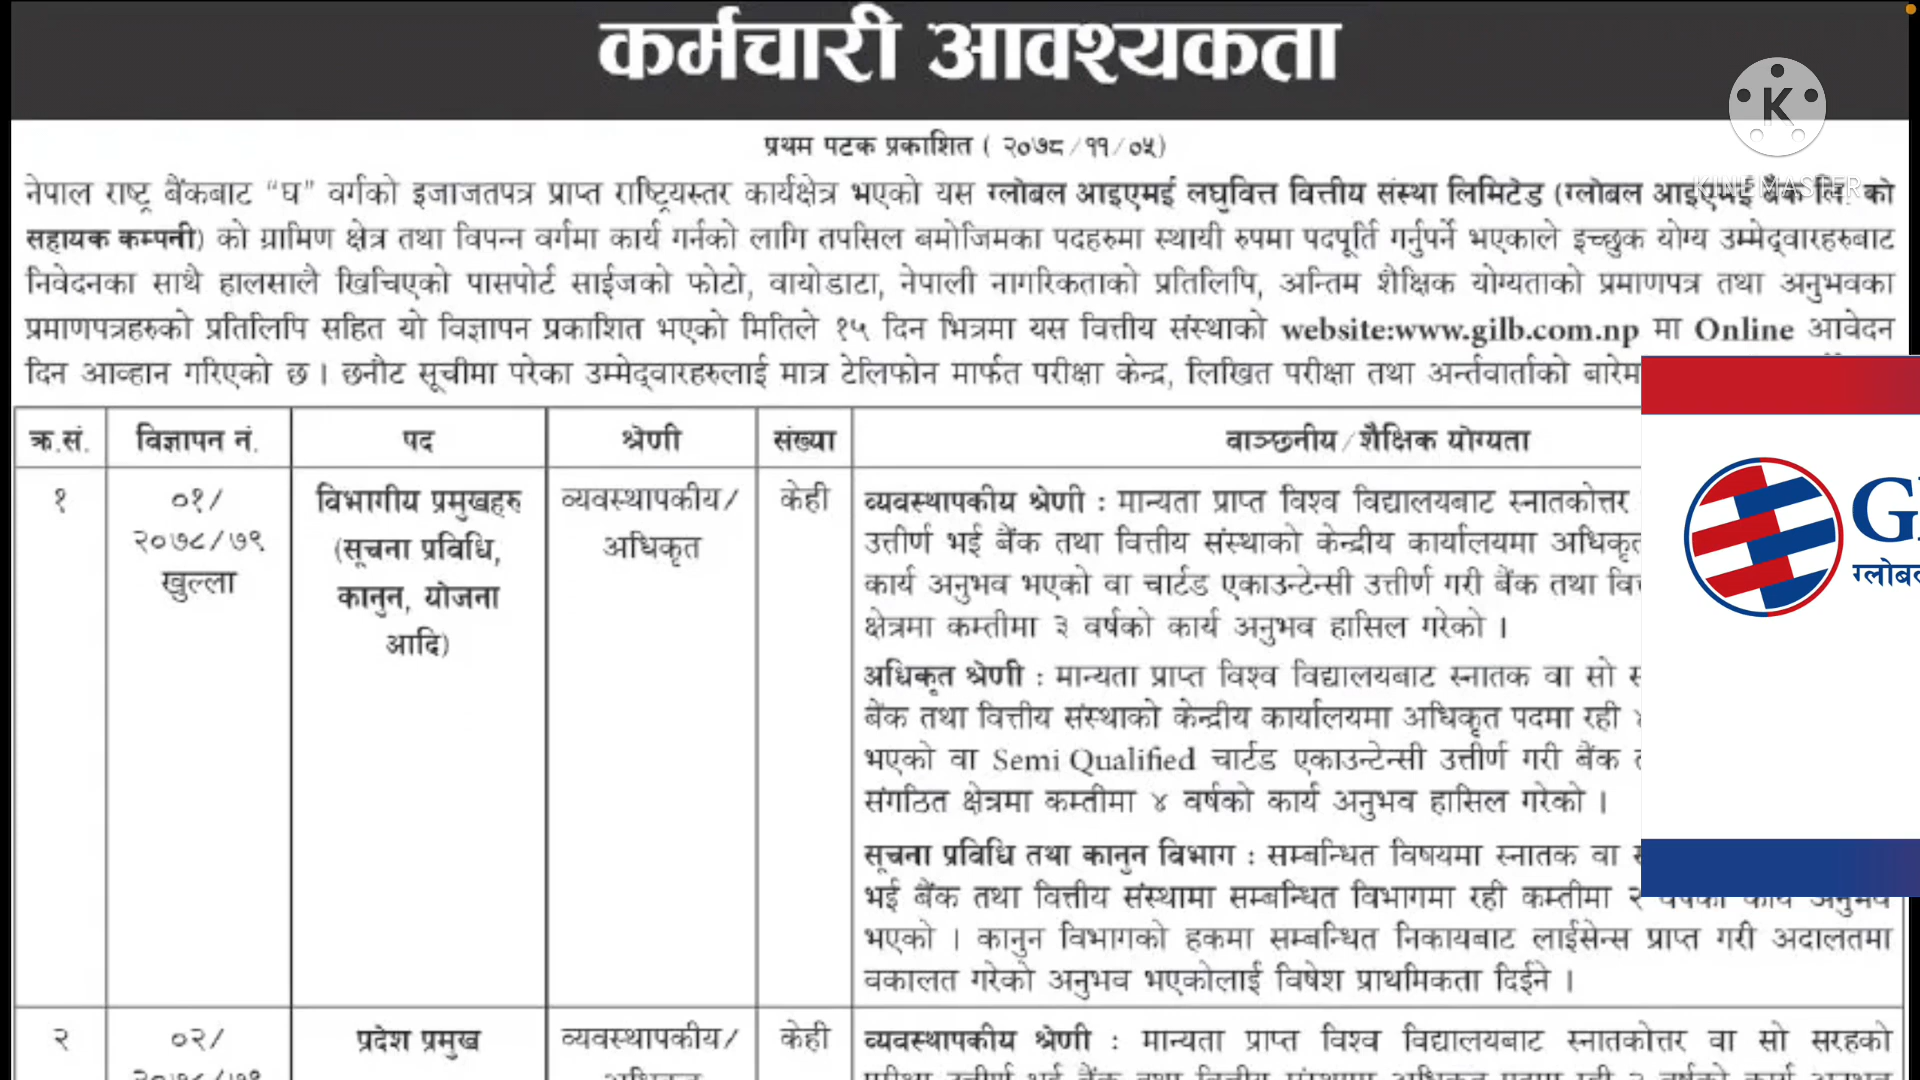 कर्मचारी आवश्यकता
प्रथम पटक प्रकाशित ( २०७८/११/०५)
नेपाल राष्ट्र बैंकबाट “घ” वर्गको इजाजतपत्र प्राप्त राष्ट्रियस्तर कार्यक्षेत्र भएको यस ग्लोबल आइएमई लघुवित्त वित्तीय संस्था लिमिटेड (ग्लोबल आइएमई बैंक लि. को
सहायक कम्पनी) को ग्रामिण क्षेत्र तथा विपन्न वर्गमा कार्य गर्नको लागि तपसिल बमोजिमका पदहरुमा स्थायी रुपमा पदपूर्ति गर्नुपर्ने भएकाले इच्छुक योग्य उम्मेद्वारहरुबाट
निवेदनका साथै हालसालै खिचिएको पासपोर्ट साईजको फोटो, वायोडाटा, नेपाली नागरिकताको प्रतिलिपि, अन्तिम शैक्षिक योग्यताको प्रमाणपत्र तथा अनुभवका
प्रमाणपत्रहरुको प्रतिलिपि सहित यो विज्ञापन प्रकाशित भएको मितिले १५ दिन भित्रमा यस वित्तीय संस्थाको website:www.gilb.com.np मा Online आवेदन
दिन आव्हान गरिएको छ । छनौट सूचीमा परेका उम्मेद्वारहरुलाई मात्र टेलिफोन मार्फत परीक्षा केन्द्र, लिखित परीक्षा तथा अर्न्तवार्ताको
क्र.सं. विज्ञापन नं. पद श्रेणी संख्या वाञ्छनीय/शैक्षिक योग्यता
१ ०१/ २०७८/७९ खुल्ला
विभागीय प्रमुखहरु (सूचना प्रविधि, कानुन, योजना आदि)
व्यवस्थापकीय/ अधिकृत
केही
व्यवस्थापकीय श्रेणी : मान्यता प्राप्त विश्व विद्यालयबाट स्नातकोत्तर
उत्तीर्ण भई बैंक तथा वित्तीय संस्थाको केन्द्रीय कार्यालयमा अधिकृत
कार्य अनुभव भएको वा चार्टड एकाउन्टेन्सी उत्तीर्ण गरी बैंक तथा
क्षेत्रमा कम्तीमा ३ वर्षको कार्य अनुभव हासिल गरेको ।
अधिकृत श्रेणी : मान्यता प्राप्त विश्व विद्यालयबाट स्नातक वा सो
बैंक तथा वित्तीय संस्थाको केन्द्रीय कार्यालयमा अधिकृत पदमा रही
भएको वा Semi Qualified चार्टड एकाउन्टेन्सी उत्तीर्ण गरी बैंक
संगठित क्षेत्रमा कम्तीमा ४ वर्षको कार्य अनुभव हासिल गरेको ।
सूचना प्रविधि तथा कानुन विभाग : सम्बन्धित विषयमा स्नातक वा
भई बैंक तथा वित्तीय संस्थामा सम्बन्धित विभागमा रही कम्तीमा २ वर्षको कार्य अनुभव
भएको । कानुन विभागको हकमा सम्बन्धित निकायबाट लाईसेन्स प्राप्त गरी अदालतमा
वकालत गरेको अनुभव भएकोलाई विषेश प्राथमिकता दिईने ।
२ ०२/ प्रदेश प्रमुख व्यवस्थापकीय/ केही व्यवस्थापकीय श्रेणी : मान्यता प्राप्त विश्व विद्यालयबाट स्नातकोत्तर वा सो सरहको
K
KINEMASTER
ग्लोबल